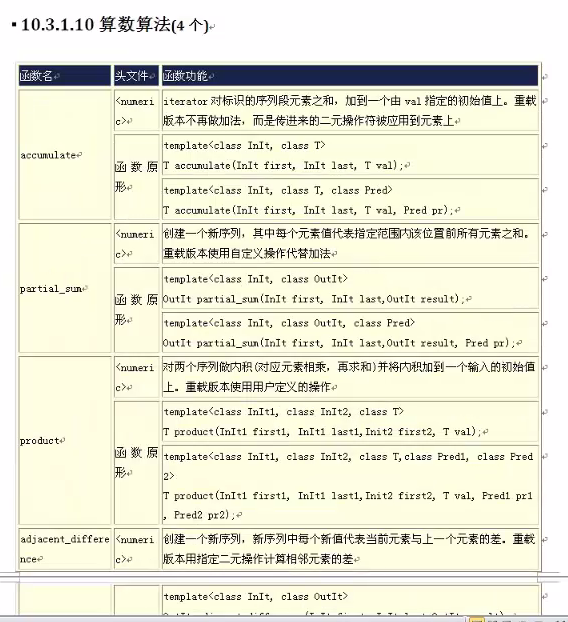 ▪ 10.3.1.10 算数算法(4 个)
函数名 头文件 函数功能
accumulate
<numeri
c>
iterator 对标识的序列段元素之和，加到一个由 val 指定的初始值上。重载
版本不再做加法，而是传进来的二元操作符被应用到元素上
函数原
形
template<class InIt, class T>
T accumulate(InIt first, InIt last, T val);
template<class InIt, class T, class Pred>
T accumulate(InIt first, InIt last, T val, Pred pr);
partial_sum
<numeri
c>
创建一个新序列，其中每个元素值代表指定范围内该位置前所有元素之和。
重载版本使用自定义操作代替加法
函数原
形
template<class InIt, class OutIt>
OutIt partial_sum(InIt first, InIt last,OutIt result);
template<class InIt, class OutIt, class Pred>
OutIt partial_sum(InIt first, InIt last,OutIt result, Pred pr);
product
<numeri
c>
对两个序列做内积(对应元素相乘，再求和)并将内积加到一个输入的初始值
上。重载版本使用用户定义的操作
函数原
形
template<class InIt1, class InIt2, class T>
T product(InIt1 first1, InIt1 last1,Init2 first2, T val);
template<class InIt1, class InIt2, class T,class Pred1, class Pred
2>
T product(InIt1 first1, InIt1 last1,Init2 first2, T val, Pred1 pr1
, Pred2 pr2);
adjacent_differe
nce
<numeri
c>
创建一个新序列，新序列中每个新值代表当前元素与上一个元素的差。重载
版本用指定二元操作计算相邻元素的差
template<class InIt, class OutIt>